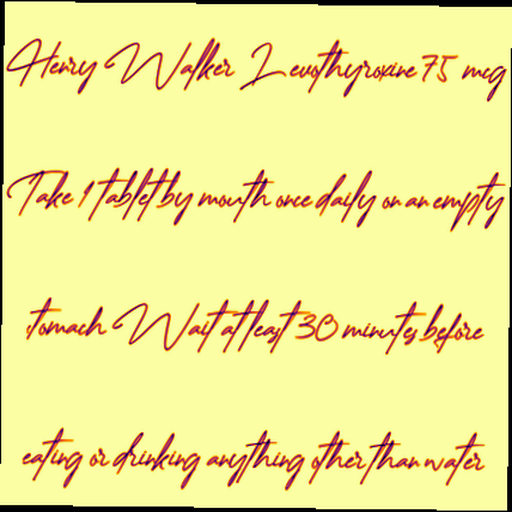 Henry Walker Levothyroxine 75 mcg
Take 1 tablet by mouth once daily on an empty
stomach Wait at least 30 minutes before
eating or drinking anything other than water